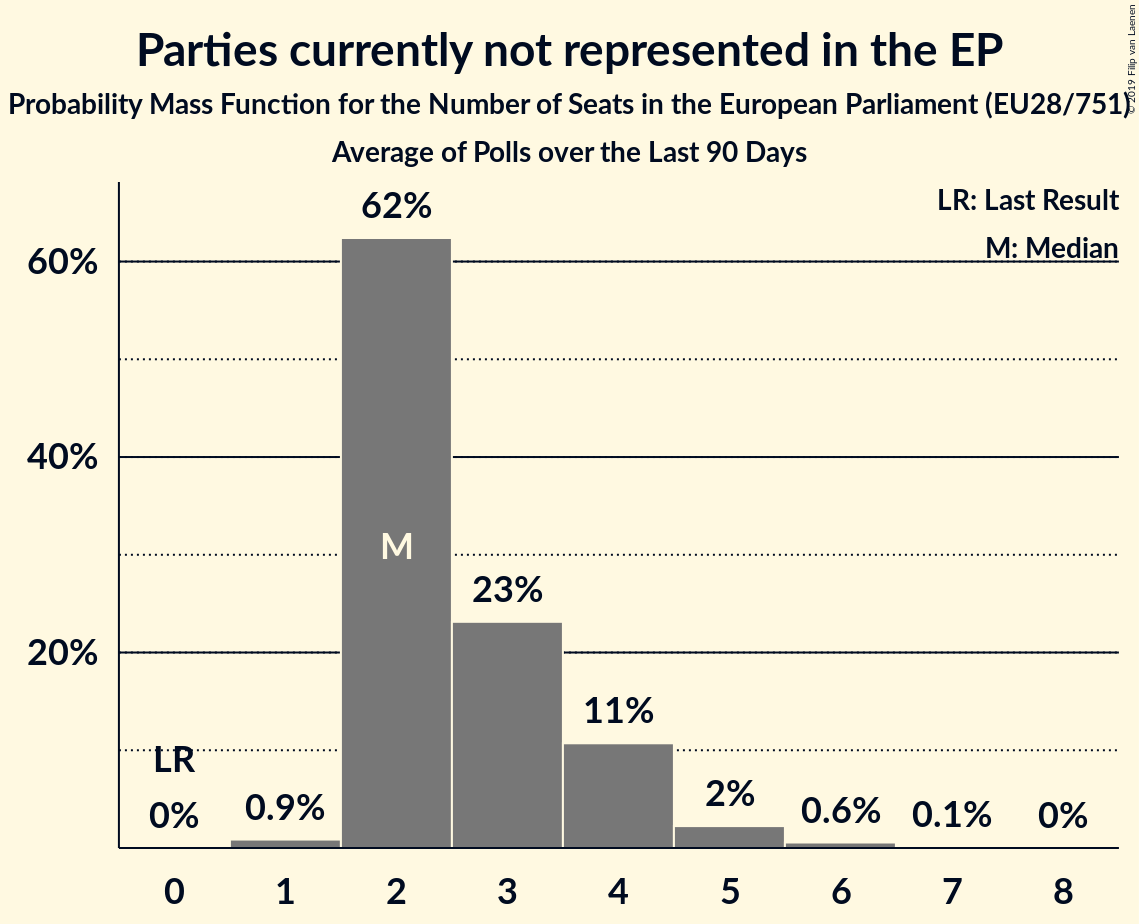 Parties currently not represented in the EP
Probability Mass Function for the Number of Seats in the European Parliament (EU28/751)
Average of Polls over the Last 90 Days
© 2019 Filip van Laenen
LR: Last Result
M: Median
60%
40%
20%
62%
M
23%
11%
LR
0%
0.9%
2%
0.6%
0.1%
0%
0 1 2 3 4 5 6 7 8